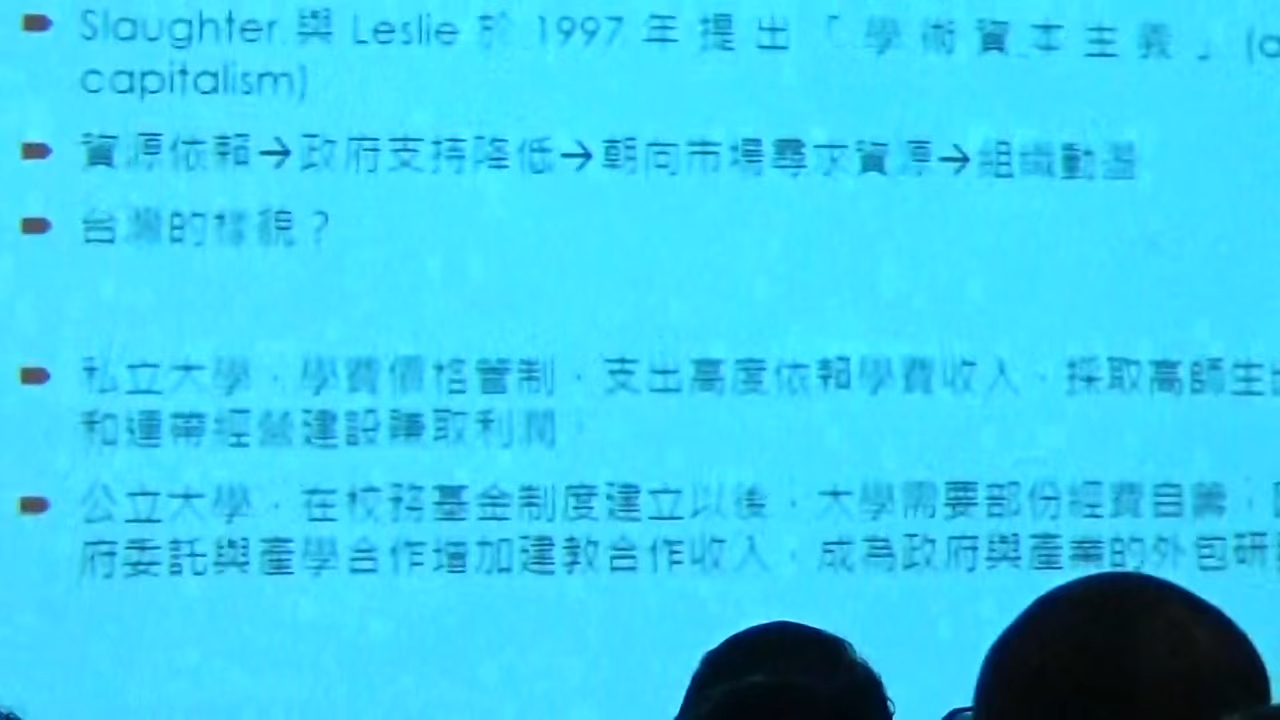 Slaughter 與 Leslie 於 1997 年提出「學術資本主義」(
capitalism)
資源依賴→政府支持降低→朝向市場尋求資源→組織動盪
台灣的樣貌？
私立大學，學費價格管制，支出高度依賴學費收入，採取高師生
和連帶經營建設賺取利潤
公立大學，在校務基金制度建立以後，大學需要部份經費自籌；
府委託與產學合作增加建教合作收入，成為政府與產業的外包研